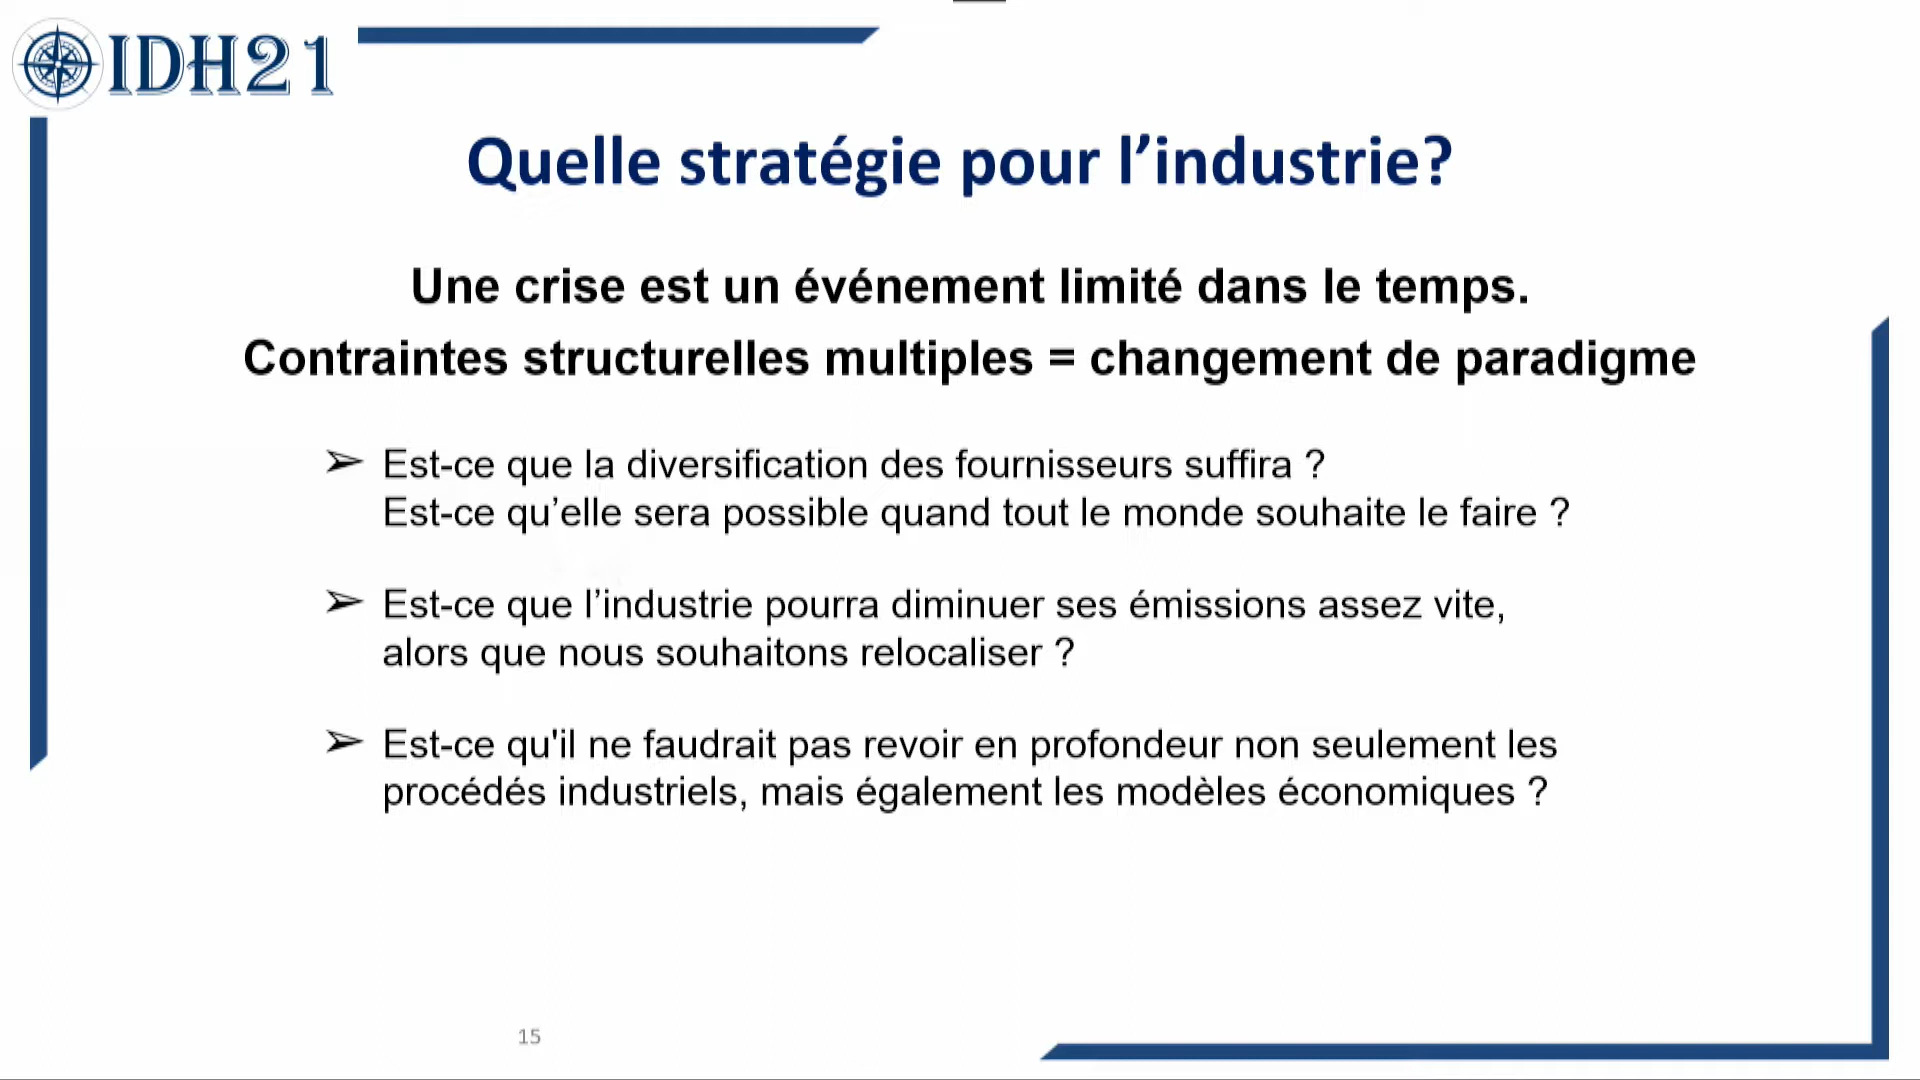 IDH21
Quelle stratégie pour l’industrie?
Une crise est un événement limité dans le temps.
Contraintes structurelles multiples = changement de paradigme
➢ Est-ce que la diversification des fournisseurs suffira ?
Est-ce qu’elle sera possible quand tout le monde souhaite le faire ?
➢ Est-ce que l’industrie pourra diminuer ses émissions assez vite,
alors que nous souhaitons relocaliser ?
➢ Est-ce qu'il ne faudrait pas revoir en profondeur non seulement les
procédés industriels, mais également les modèles économiques ?
15